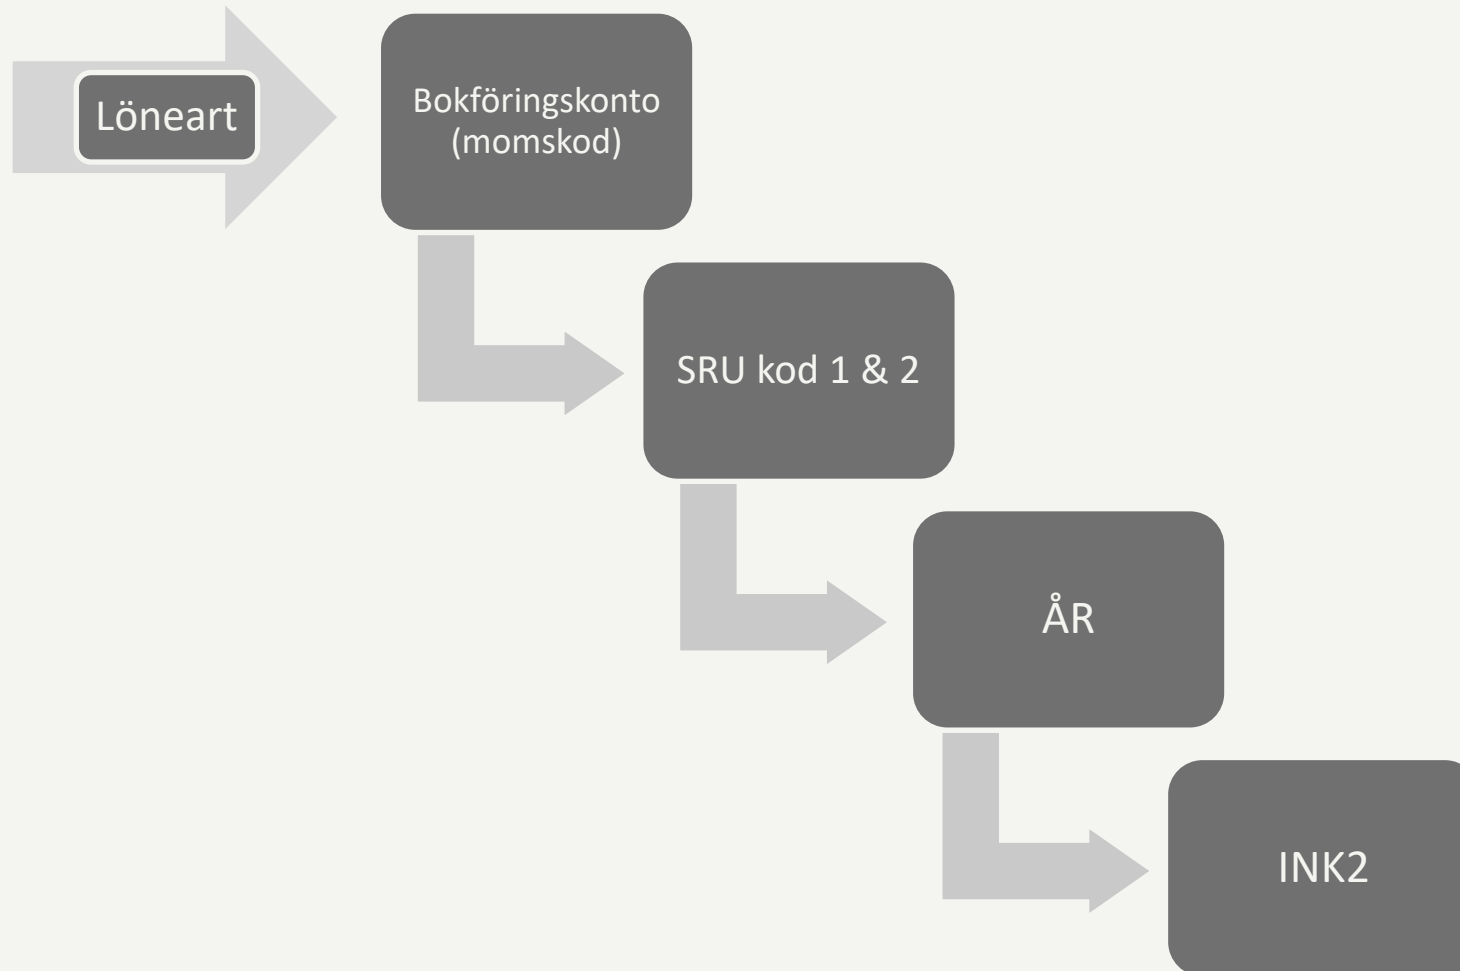 Löneart
Bokföringskonto
(momskod)
SRU kod 1 & 2
ÅR
INK2